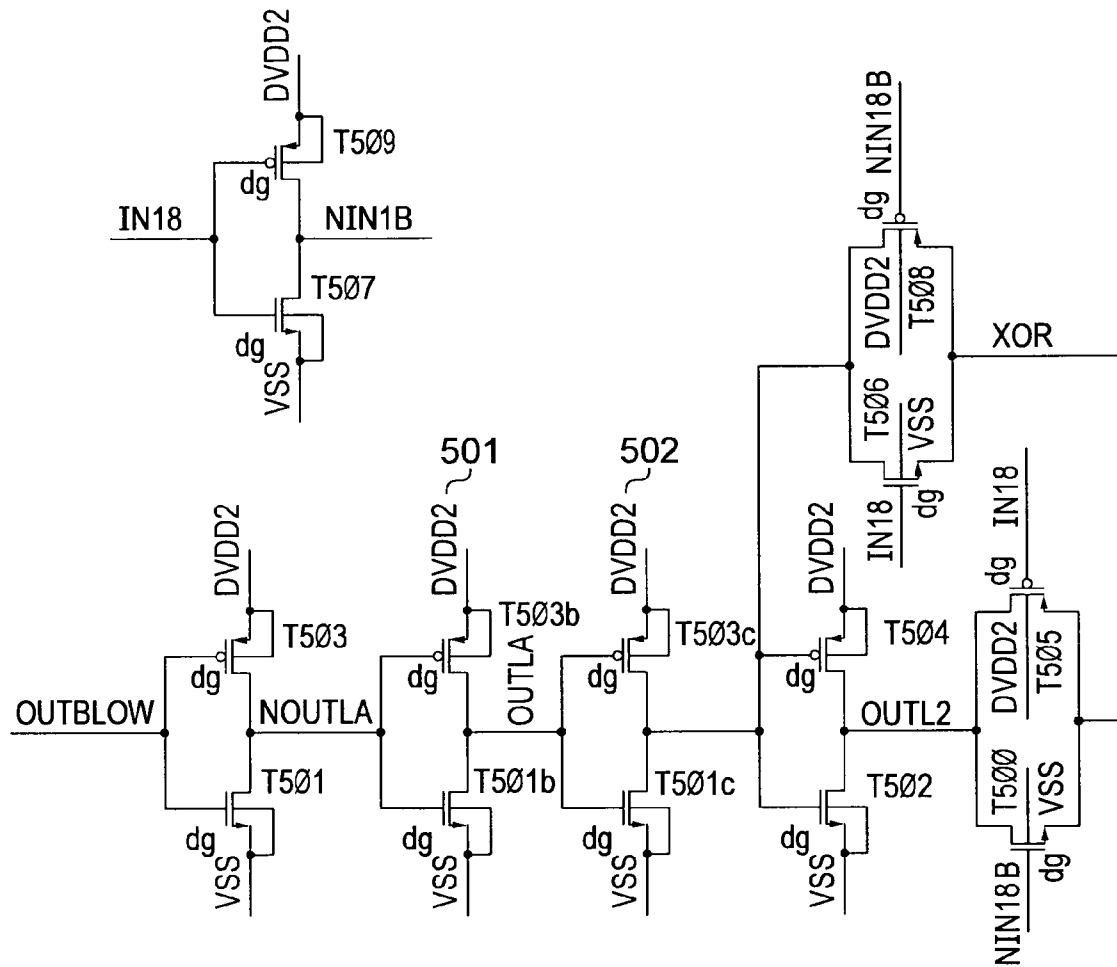 DVDD2
T5Ø9
dg
IN18
NIN1B
T5Ø7
dg
VSS
dg NIN18B
DVDD2
T5Ø8
XOR
T5Ø6
VSS
IN18
dg
501
502
DVDD2
DVDD2
DVDD2
DVDD2
dg IN18
T5Ø3
T5Ø3b
T5Ø3c
T5Ø4
dg
dg
dg
dg
DVDD2
T5Ø5
OUTBLOW
NOUTLA
OUTLA
OUTL2
T5Ø1
T5Ø1b
T5Ø1c
T5Ø2
T5ØØ
VSS
dg
dg
dg
dg
dg
VSS
VSS
VSS
VSS
NIN18B